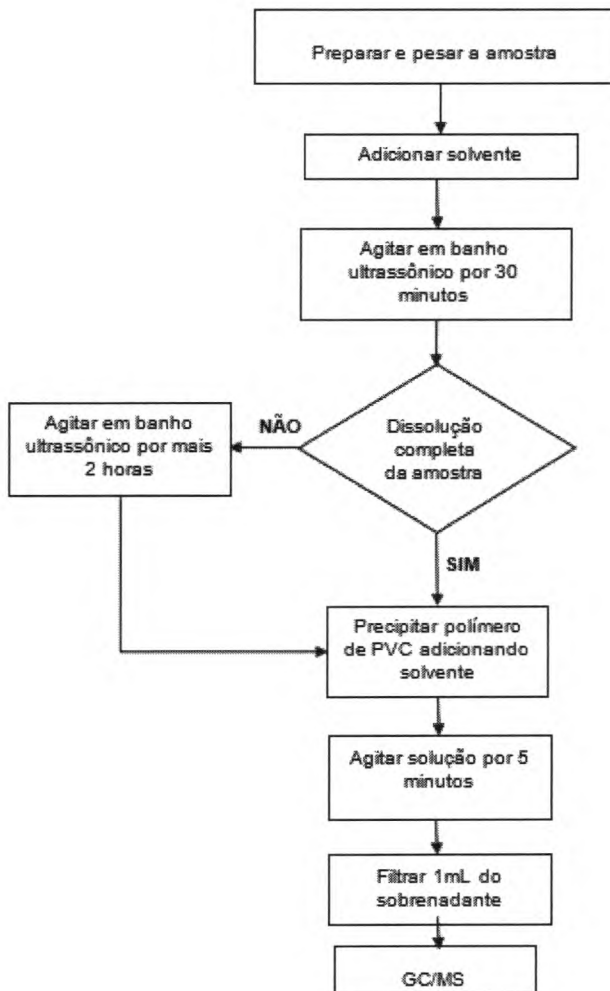 Preparar e pesar a amostra
Adicionar solvente
Agitar em banho
ultrassônico por 30
minutos
Dissolução
completa
da amostra
NÃO
Agitar em banho
ultrassônico por mais
2 horas
SIM
Precipitar polímero
de PVC adicionando
solvente
Agitar solução por 5
minutos
Filtrar 1mL do
sobrenadante
GC/MS